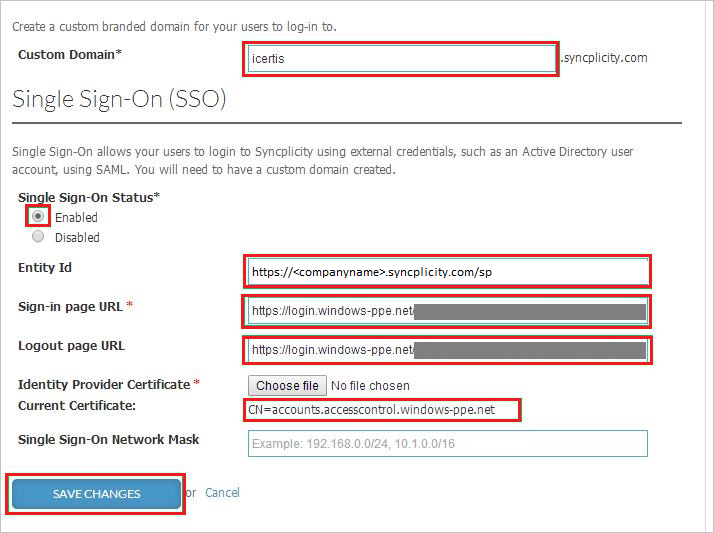 Create a custom branded domain for your users to log-in to.
Custom Domain* icertis .syncplicity.com
Single Sign-On (SSO)
Single Sign-On allows your users to login to Syncplicity using external credentials, such as an Active Directory user
account, using SAML. You will need to have a custom domain created.
Single Sign-On Status*
Enabled
Disabled
Entity Id https://<companyname>.syncplicity.com/sp
Sign-in page URL * https://login.windows-ppe.net/
Logout page URL https://login.windows-ppe.net/
Identity Provider Certificate * Choose file No file chosen
Current Certificate: CN=accounts.accesscontrol.windows-ppe.net
Single Sign-On Network Mask Example: 192.168.0.0/24, 10.1.0.0/16
SAVE CHANGES or Cancel